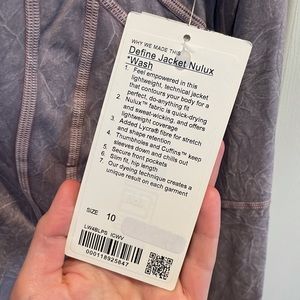 WHY WE MADE THIS
Define Jacket Nulux
*Wash
1. Feel empowered in this
lightweight, technical jacket
that contours your body for a
perfect, do-anything fit
2. Nulux™ fabric is quick-drying
and sweat-wicking, and offers
lightweight coverage
3. Added Lycra® fibre for stretch
and shape retention
4. Thumbholes and Cuffins™ keep
sleeves down and chills out
5. Secure front pockets
6. Slim fit, hip length
7. Our dyeing technique creates a
unique result on each garment
SIZE 10
LW4BLPS ICWV
000118925847